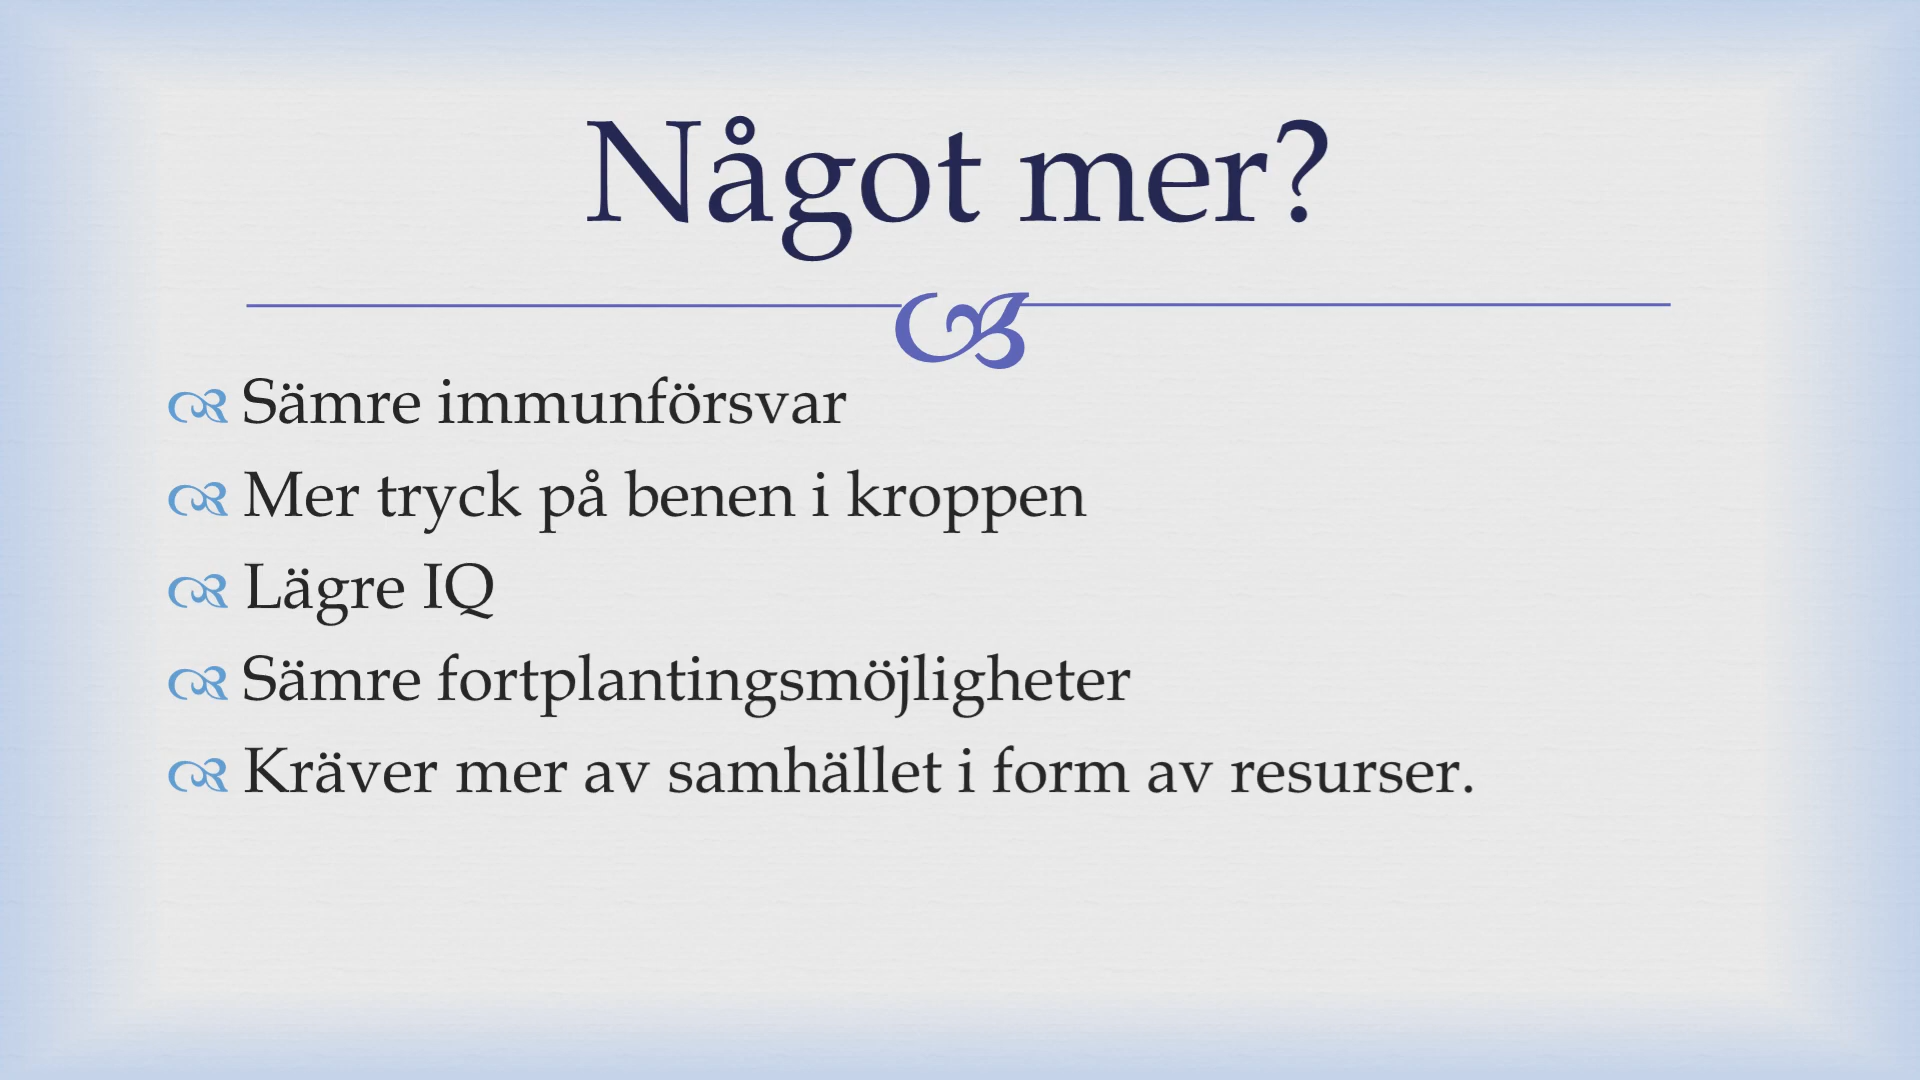 Något mer?
Sämre immunförsvar
Mer tryck på benen i kroppen
Lägre IQ
Sämre fortplantingsmöjligheter
Kräver mer av samhället i form av resurser.